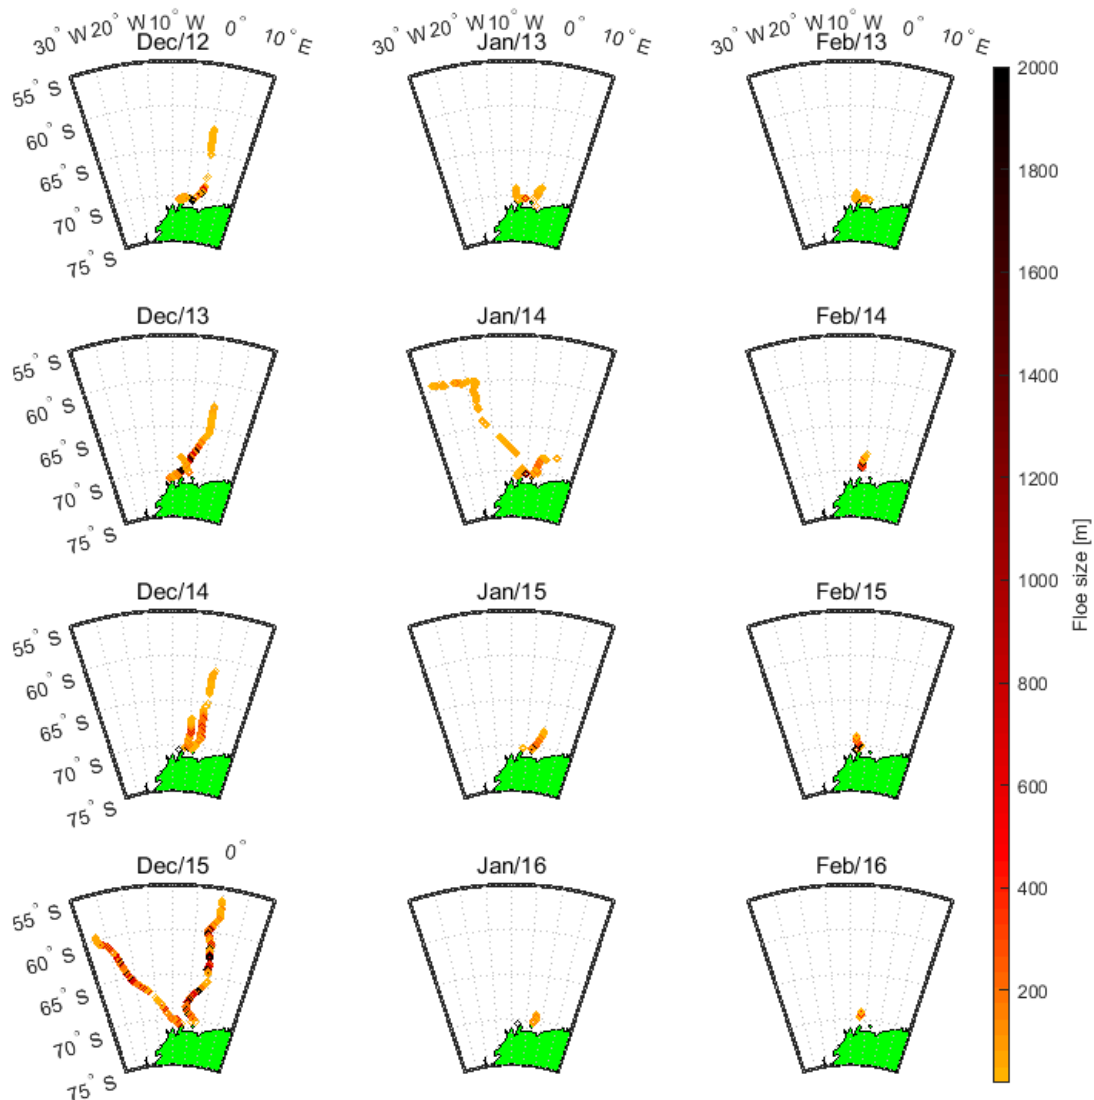 30° W 20° W 10° W 0° 10° E
30° W 20° W 10° W 0° 10° E
30° W 20° W 10° W 0° 10° E
Dec/12
Jan/13
Feb/13
55° S
60° S
65° S
70° S
75° S
Dec/13
Jan/14
Feb/14
55° S
60° S
65° S
70° S
75° S
Dec/14
Jan/15
Feb/15
55° S
60° S
65° S
70° S
75° S
0°
Dec/15
Jan/16
Feb/16
55° S
60° S
65° S
70° S
75° S
2000
1800
1600
1400
1200
1000
800
600
400
200
Floe size [m]